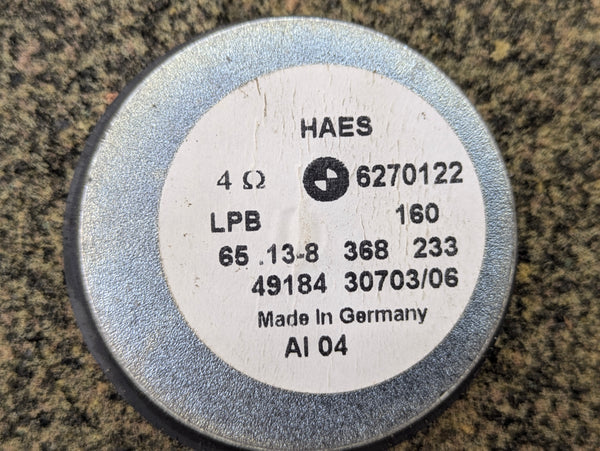 HAES
4 Ω 6270122
LPB 160
65 .13-8 368 233
49184 30703/06
Made In Germany
AI 04